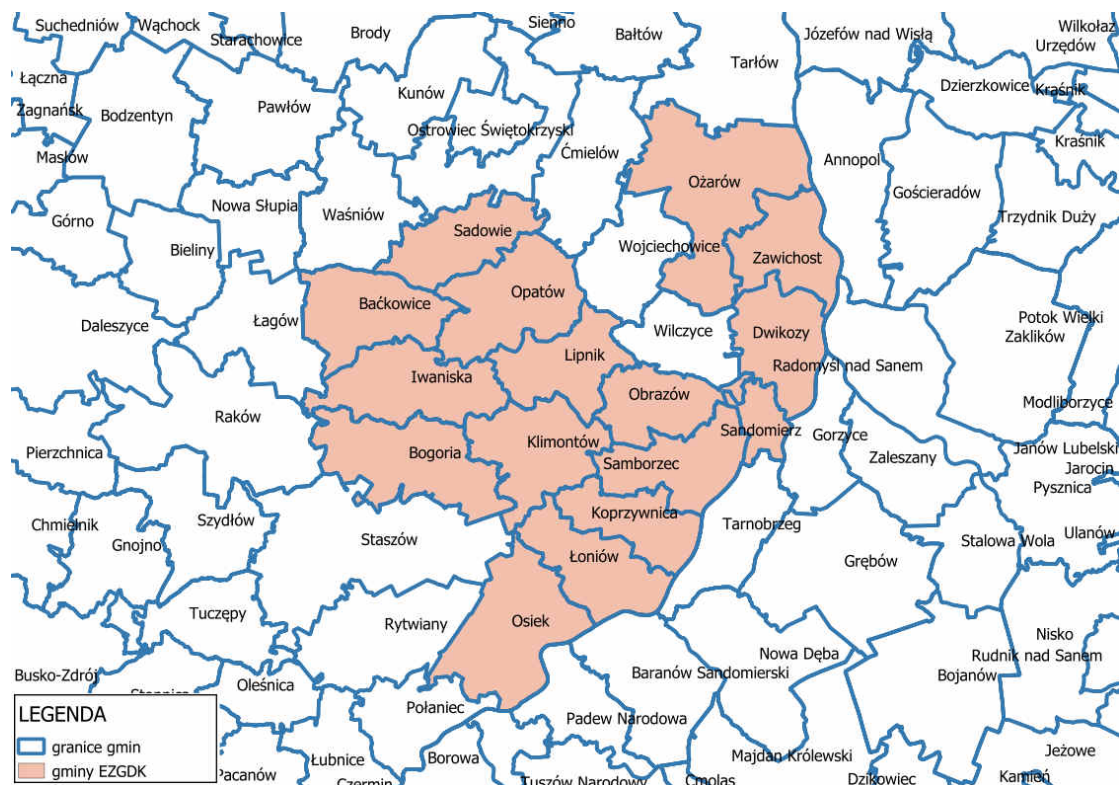 Suchedniów
Wąchock
Starachowice
Brody
Sienno
Bałtów
Tarłów
Józefów nad Wisłą
Wilkołaz
Urzędów
Łączna
Zagnańsk
Bodzentyn
Pawłów
Kunów
Dzierzkowice
Kraśnik
Ostrowiec Świętokrzyski
Masłów
Ćmielów
Annopol
Kraśnik
Ożarów
Gościeradów
Górno
Nowa Słupia
Waśniów
Trzydnik Duży
Bieliny
Sadowie
Wojciechowice
Zawichost
Daleszyce
Łagów
Baćkowice
Opatów
Potok Wielki
Zaklików
Wilczyce
Dwikozy
Lipnik
Radomyśl nad Sanem
Iwaniska
Obrazów
Modliborzyce
Raków
Sandomierz
Gorzyce
Pierzchnica
Bogoria
Klimontów
Janów Lubelski
Zaleszany
Samborzec
Jarocin
Pysznica
Chmielnik
Szydłów
Koprzywnica
Tarnobrzeg
Gnojno
Staszów
Stalowa Wola
Ulanów
Łoniów
Grębów
Tuczępy
Rytwiany
Osiek
Nisko
Nowa Dęba
Rudnik nad Sanem
Busko-Zdrój
Oleśnica
Baranów Sandomierski
Bojanów
Połaniec
Padew Narodowa
LEGENDA
granice gmin
gminy EZGDK
Łubnice
Borowa
Majdan Królewski
Jeżowe
Pacanów
Czermin
Tuszów Narodowy
Cmolas
Dzikowiec
Kamień